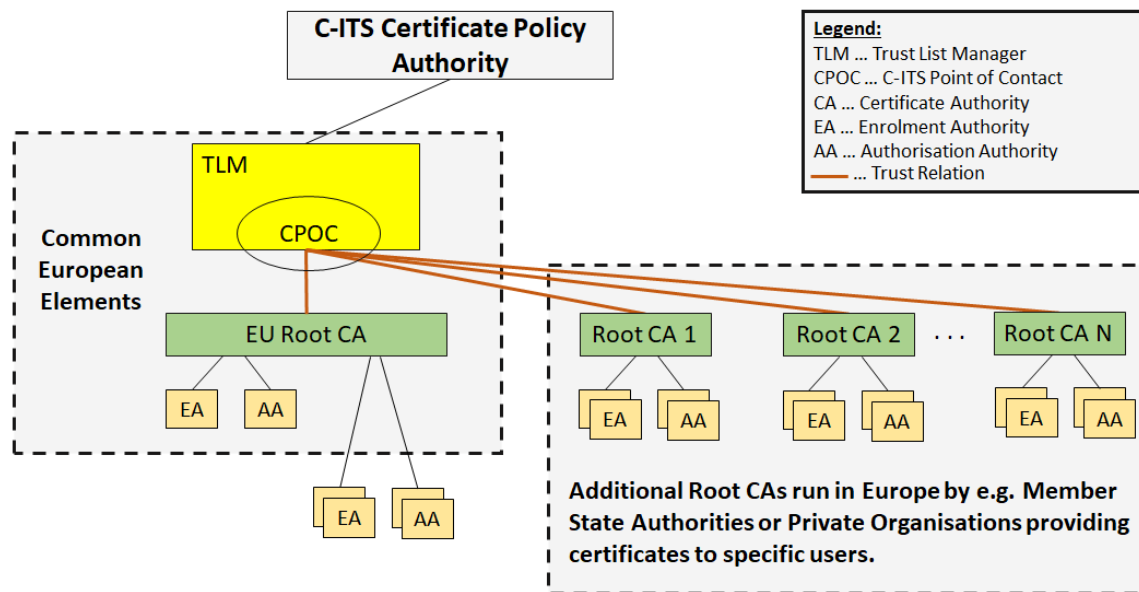 C-ITS Certificate Policy
Authority
Legend:
TLM ... Trust List Manager
CPOC ... C-ITS Point of Contact
CA ... Certificate Authority
EA ... Enrolment Authority
AA ... Authorisation Authority
... Trust Relation
TLM
CPOC
Common
European
Elements
EU Root CA
EA
AA
EA
AA
Root CA 1
Root CA 2
. . .
Root CA N
EA
AA
EA
AA
EA
AA
Additional Root CAs run in Europe by e.g. Member
State Authorities or Private Organisations providing
certificates to specific users.